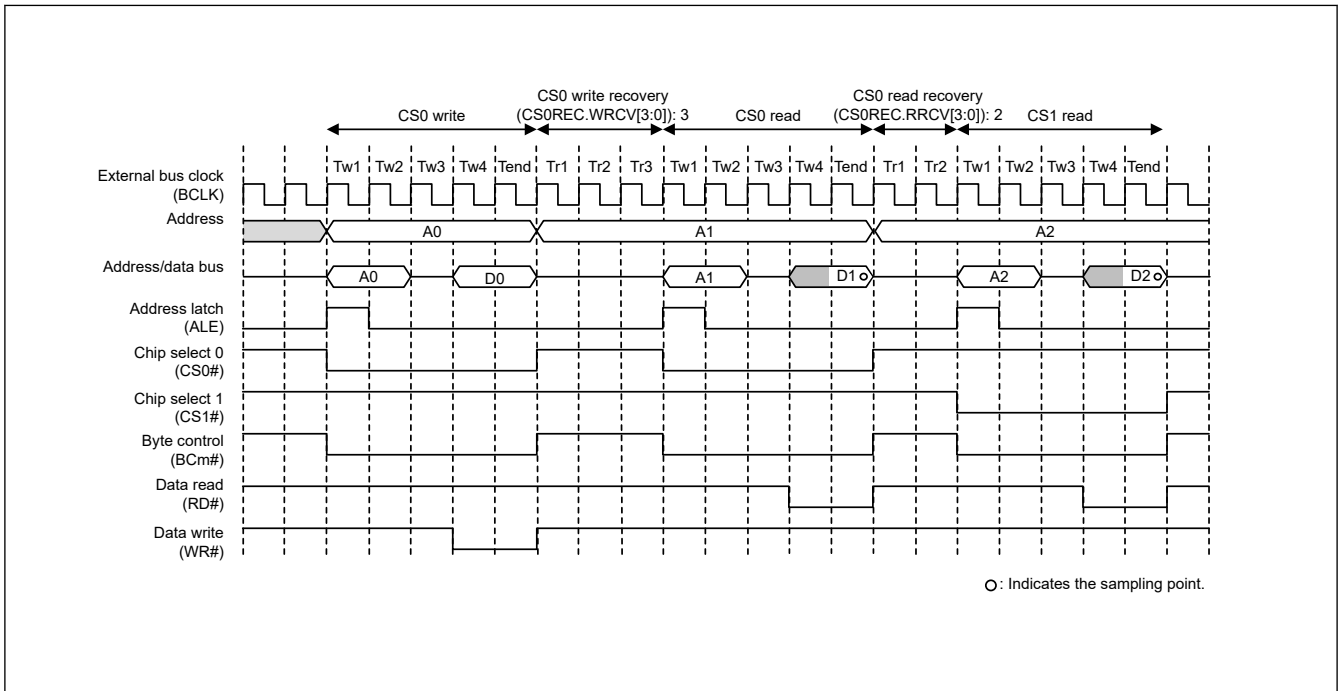 CS0 write recovery
(CS0REC.WRCV[3:0]): 3
CS0 read recovery
(CS0REC.RRCV[3:0]): 2
CS0 write
CS0 read
CS1 read
Tw1 Tw2 Tw3 Tw4 Tend Tr1 Tr2 Tr3 Tw1 Tw2 Tw3 Tw4 Tend Tr1 Tr2 Tw1 Tw2 Tw3 Tw4 Tend
External bus clock
(BCLK)
Address
A0 A1 A2
Address/data bus
A0 D0 A1 D1 A2 D2
Address latch
(ALE)
Chip select 0
(CS0#)
Chip select 1
(CS1#)
Byte control
(BCm#)
Data read
(RD#)
Data write
(WR#)
: Indicates the sampling point.